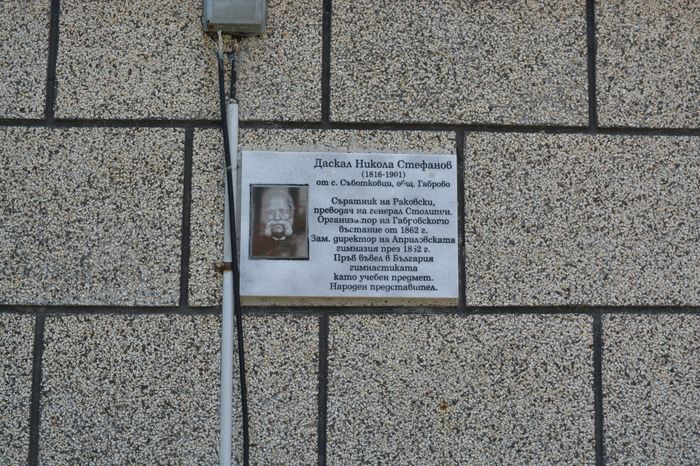 Даскал Никола Стефанов
(1816-1901)
от с. Съботковци, общ. Габрово
Съратник на Раковски,
преводач на генерал Столипин.
Организатор на Габровското
въстание от 1862 г.
Зам. директор на Априловската
гимназия през г.
Пръв въвел в България
гимнастиката
като учебен предмет.
Народен представител.